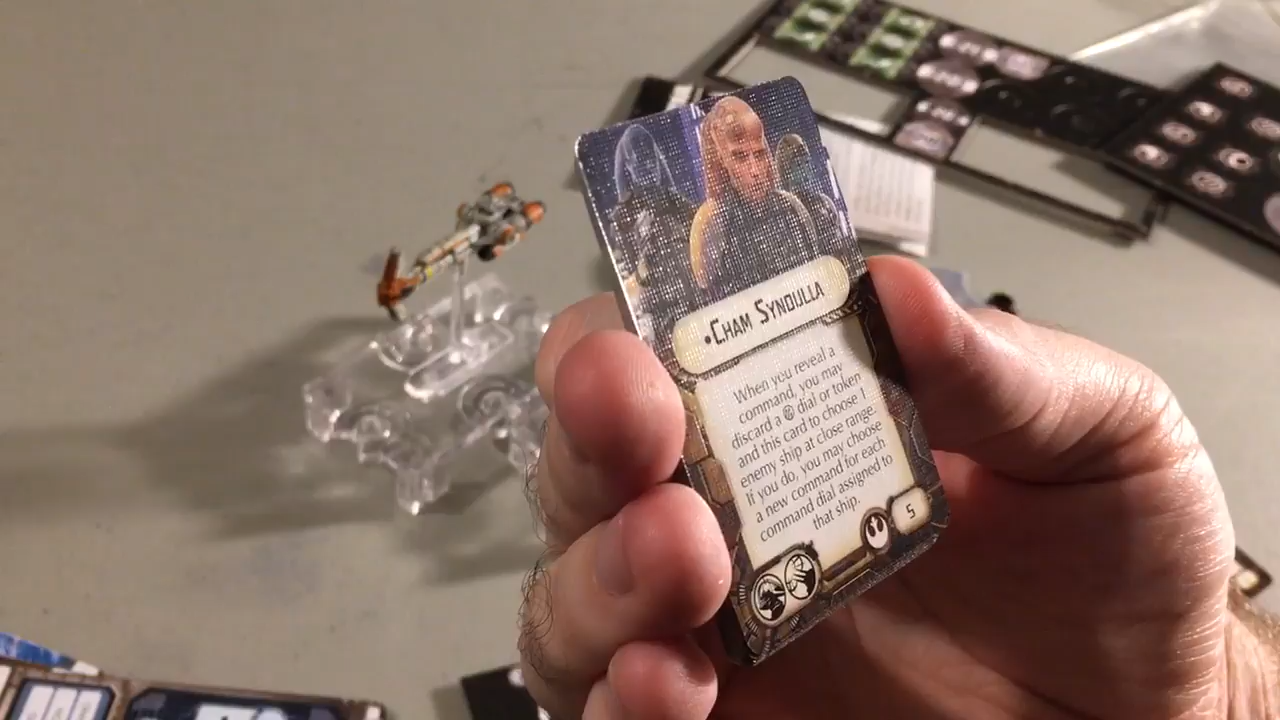 •Cham Syndulla
When you reveal a
command, you may
discard a dial or token
and this card to choose 1
enemy ship at close range.
If you do, you may choose
a new command for each
command dial assigned to
that ship.
5